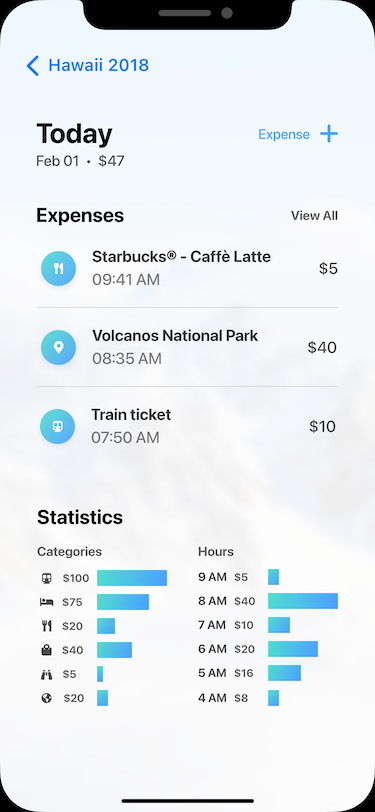 Hawaii 2018
Today
Expense
Feb 01 • $47
Expenses
View All
Starbucks® - Caffè Latte
09:41 AM
$5
Volcanos National Park
08:35 AM
$40
Train ticket
07:50 AM
$10
Statistics
Categories
$100
$75
$20
$40
$5
$20
Hours
9 AM $5
8 AM $40
7 AM $10
6 AM $20
5 AM $16
4 AM $8